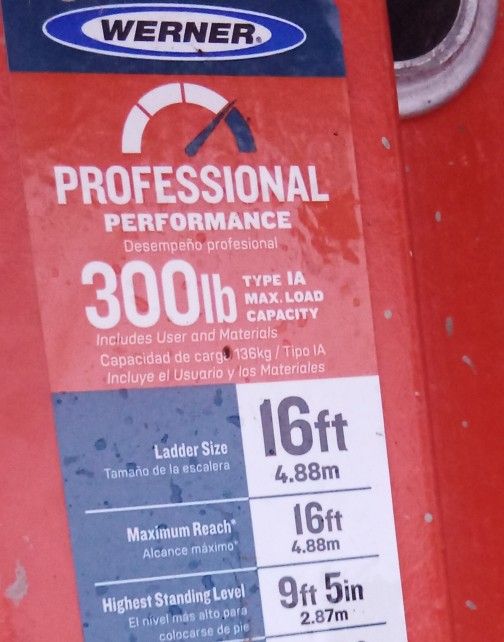 WERNER.
PROFESSIONAL
PERFORMANCE
Desempeño profesional
300lb TYPE IA
MAX. LOAD
CAPACITY
Includes User and Materials
Capacidad de carga 136kg / Tipo IA
Incluye el Usuario y los Materiales
Ladder Size
Tamaño de la escalera
16ft
4.88m
Maximum Reach*
Alcance máximo*
16ft
4.88m
Highest Standing Level
El nivel más alto para
colocarse de pie
9ft 5in
2.87m